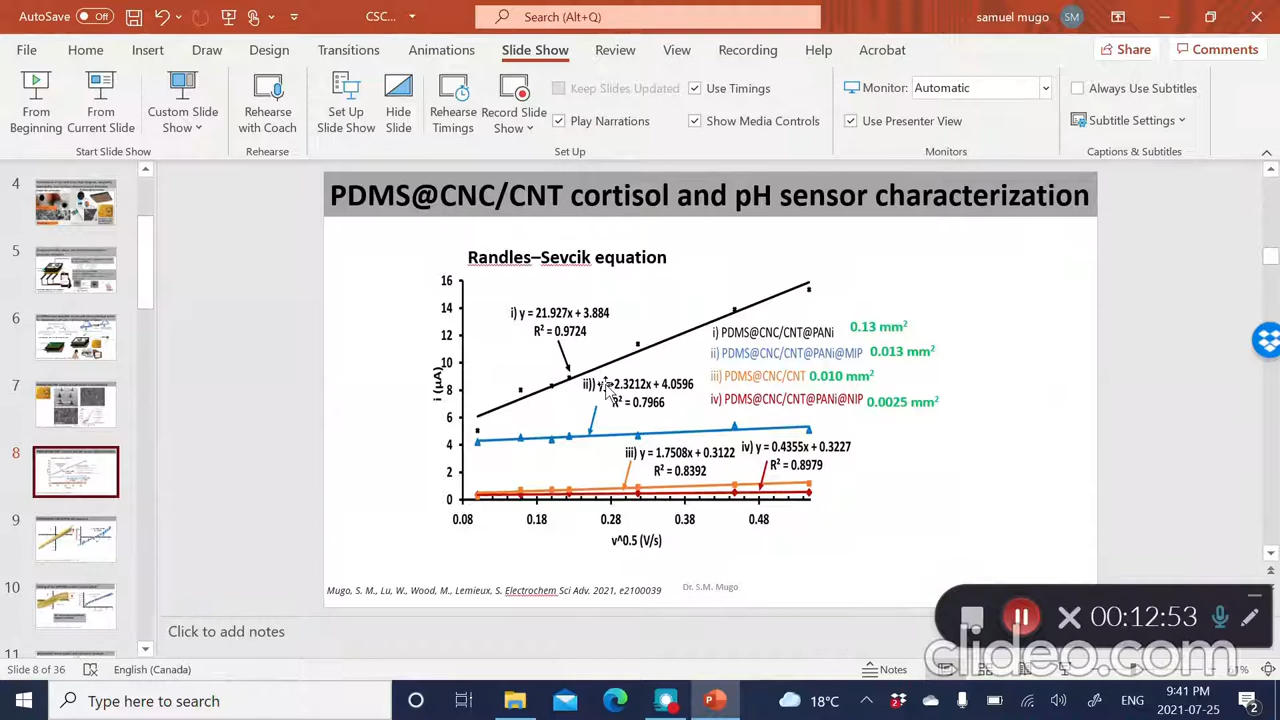 AutoSave Off
CSC...
Search (Alt+Q)
samuel mugo SM
File Home Insert Draw Design Transitions Animations Slide Show Review View Recording Help Acrobat Share Comments
From Beginning
From Current Slide
Custom Slide Show
Start Slide Show
Rehearse with Coach
Rehearse
Set Up Slide Show
Hide Slide
Rehearse Timings
Record Slide Show
Keep Slides Updated
Use Timings
Play Narrations
Show Media Controls
Set Up
Monitor: Automatic
Use Presenter View
Monitors
Always Use Subtitles
Subtitle Settings
Captions & Subtitles
5
6
7
8
9
10
11
PDMS@CNC/CNT cortisol and pH sensor characterization
Randles–Sevcik equation
16
14
12
10
8
6
4
2
0
i (µA)
i) y = 21.927x + 3.884
R² = 0.9724
ii)) y = 2.3212x + 4.0596
R² = 0.7966
iii) y = 1.7508x + 0.3122
R² = 0.8392
iv) y = 0.4355x + 0.3227
R² = 0.8979
i) PDMS@CNC/CNT@PANi 0.13 mm²
ii) PDMS@CNC/CNT@PANi@MIP 0.013 mm²
iii) PDMS@CNC/CNT 0.010 mm²
iv) PDMS@CNC/CNT@PANi@NIP 0.0025 mm²
0.08 0.18 0.28 0.38 0.48
v^0.5 (V/s)
Mugo, S. M., Lu, W., Wood, M., Lemieux, S. Electrochem Sci Adv. 2021, e2100039
Dr. S.M. Mugo
Click to add notes
00:12:53
clideo.com
Slide 8 of 36 English (Canada) Notes
Type here to search
18°C
ENG
9:41 PM
2021-07-25
2